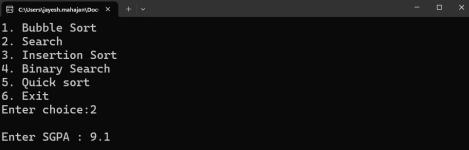 C:\Users\jayesh.mahajan\Doc
1. Bubble Sort
2. Search
3. Insertion Sort
4. Binary Search
5. Quick sort
6. Exit
Enter choice:2
Enter SGPA : 9.1